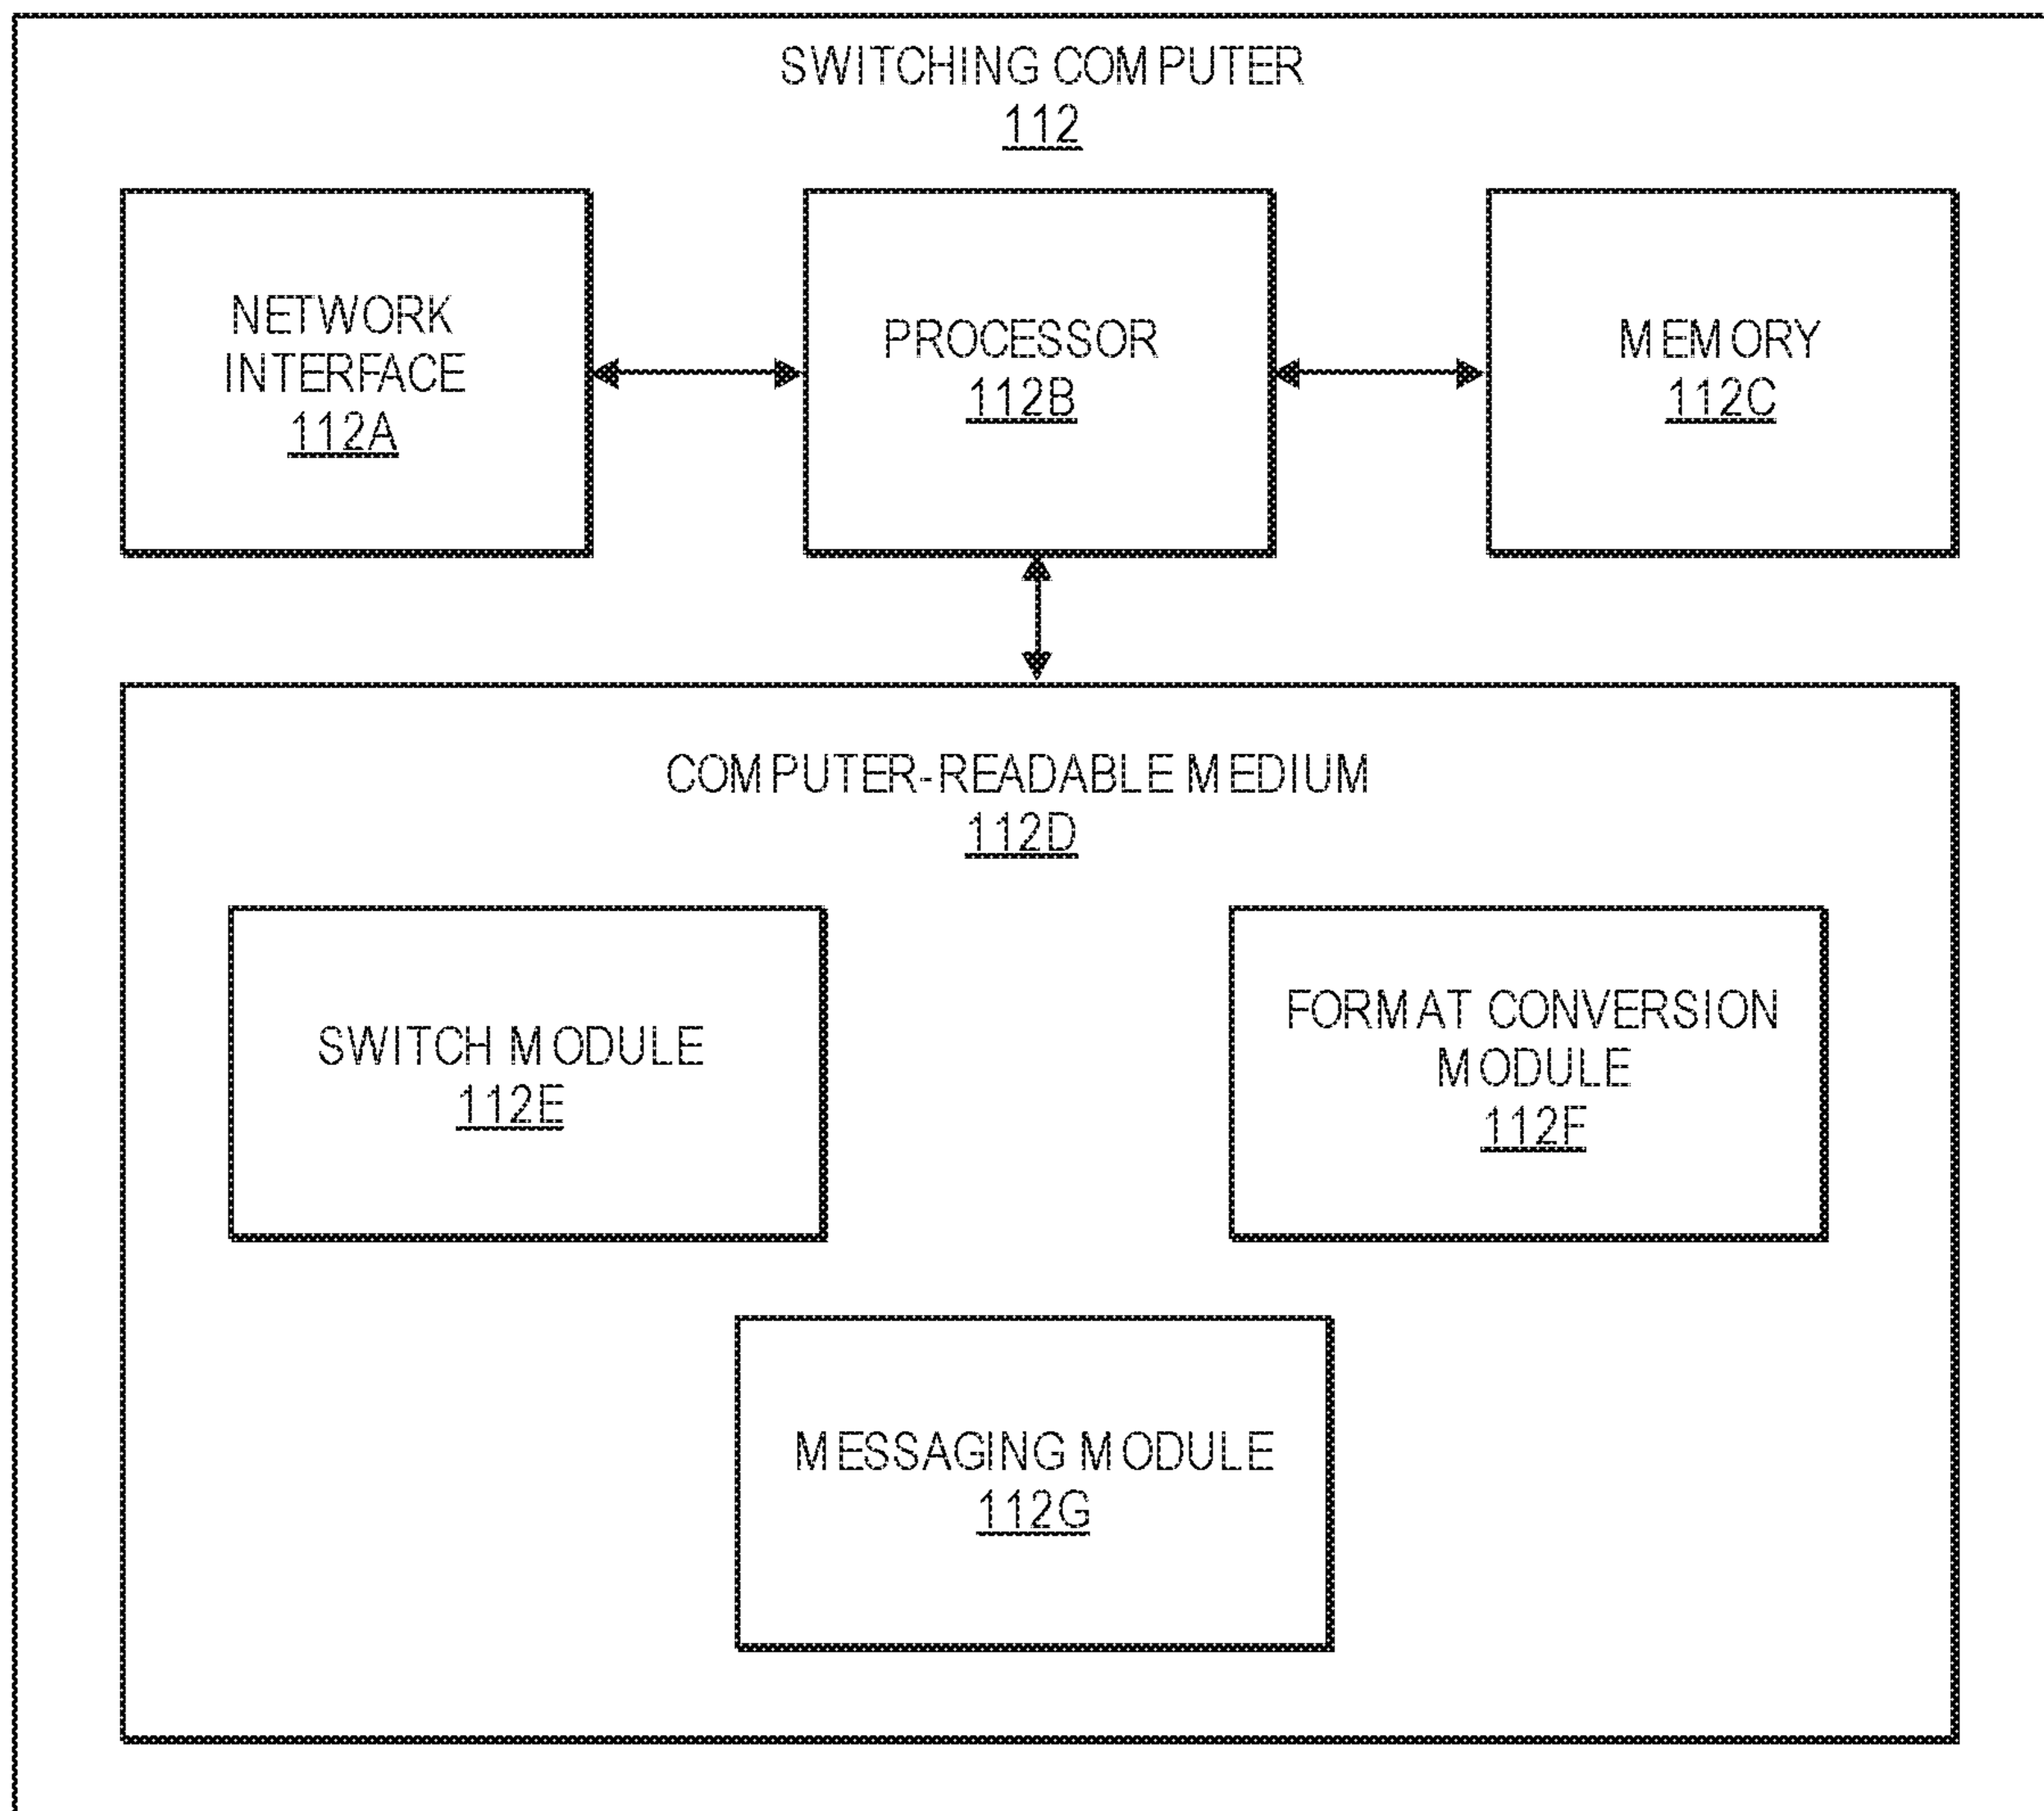 SWITCHING COMPUTER
112
NETWORK
INTERFACE
112A
PROCESSOR
112B
MEMORY
112C
COMPUTER-READABLE MEDIUM
112D
SWITCH MODULE
112E
FORMAT CONVERSION
MODULE
112F
MESSAGING MODULE
112G